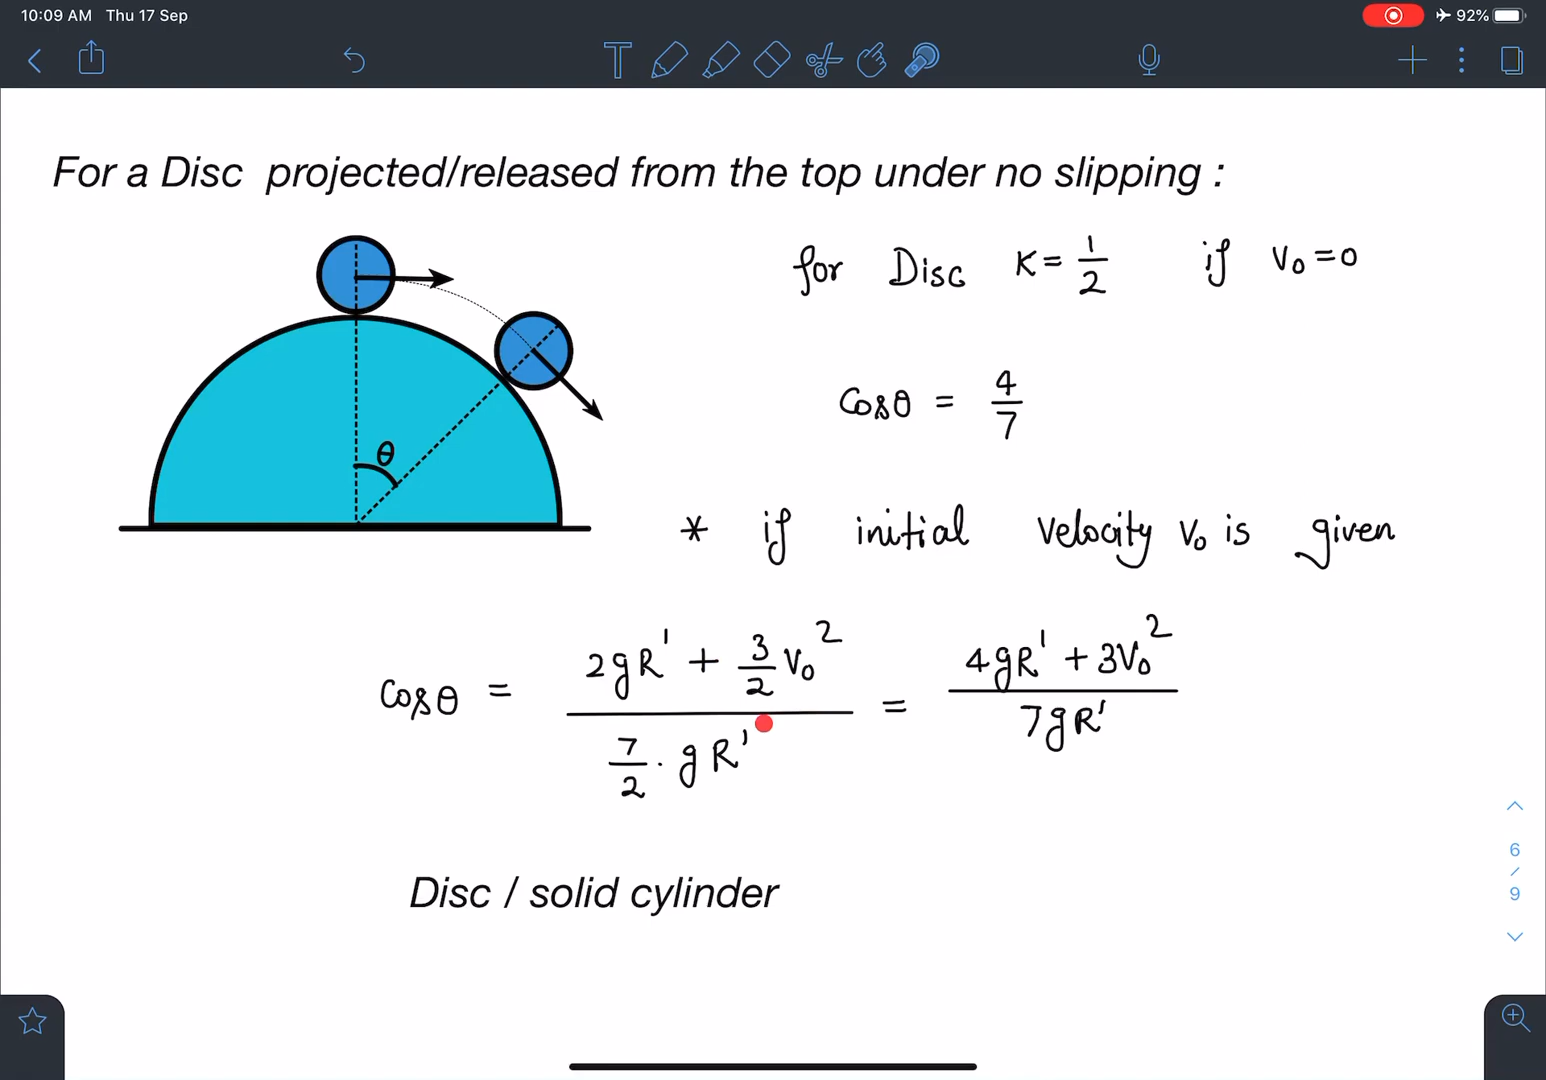 10:09 AM Thu 17 Sep
92%
For a Disc projected/released from the top under no slipping :
for Disc K = 1/2 if v₀ = 0
θ
Cosθ = 4/7
* if initial velocity v₀ is given
Cosθ = (2gR' + 3/2 v₀²) / (7/2 . gR') = (4gR' + 3v₀²) / 7gR'
Disc / solid cylinder
6
/
9